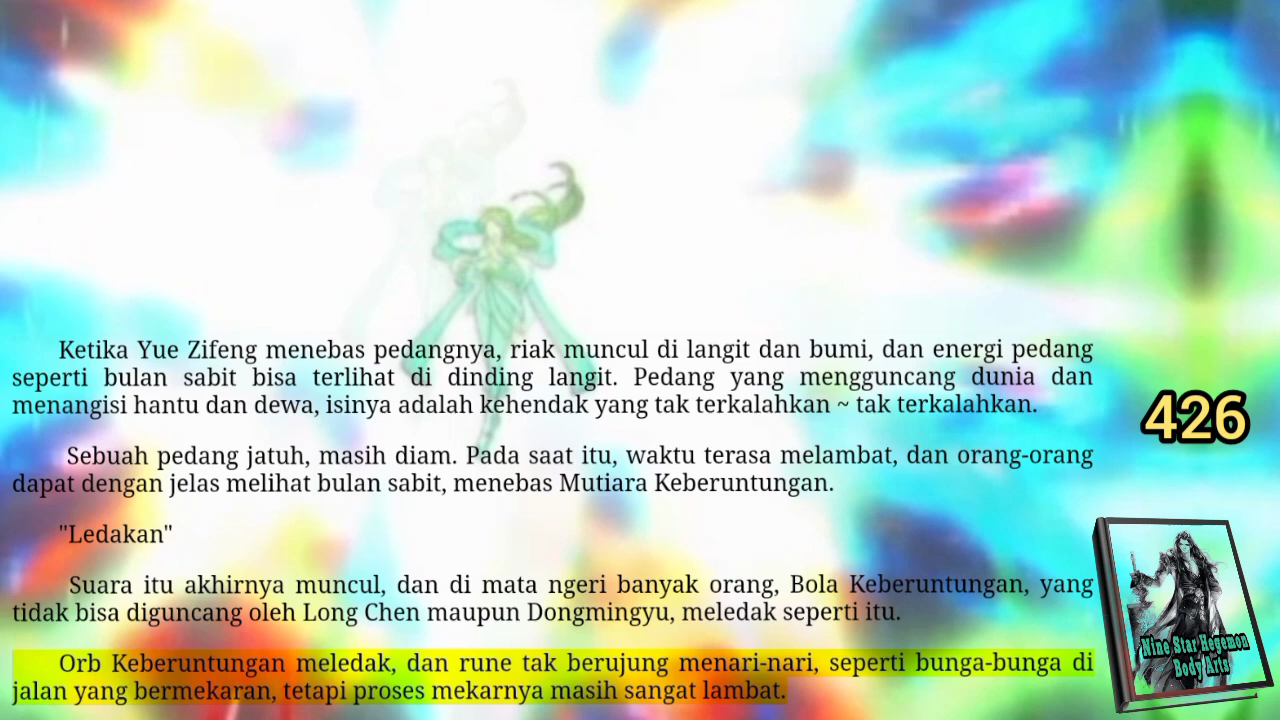 Ketika Yue Zifeng menebas pedangnya, riak muncul di langit dan bumi, dan energi pedang
seperti bulan sabit bisa terlihat di dinding langit. Pedang yang mengguncang dunia dan
menangisi hantu dan dewa, isinya adalah kehendak yang tak terkalahkan ~ tak terkalahkan.
Sebuah pedang jatuh, masih diam. Pada saat itu, waktu terasa melambat, dan orang-orang
dapat dengan jelas melihat bulan sabit, menebas Mutiara Keberuntungan.
"Ledakan"
Suara itu akhirnya muncul, dan di mata ngeri banyak orang, Bola Keberuntungan, yang
tidak bisa diguncang oleh Long Chen maupun Dongmingyu, meledak seperti itu.
Orb Keberuntungan meledak, dan rune tak berujung menari-nari, seperti bunga-bunga di
jalan yang bermekaran, tetapi proses mekarnya masih sangat lambat.
426
Nine Star Hegemon
Body Arts